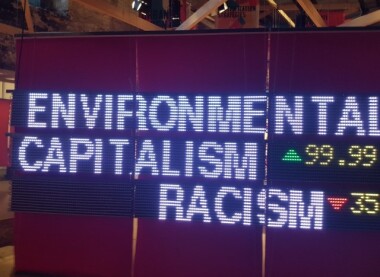 ENVIRONMENTAL
CAPITALISM ▲99.99
RACISM ▼35